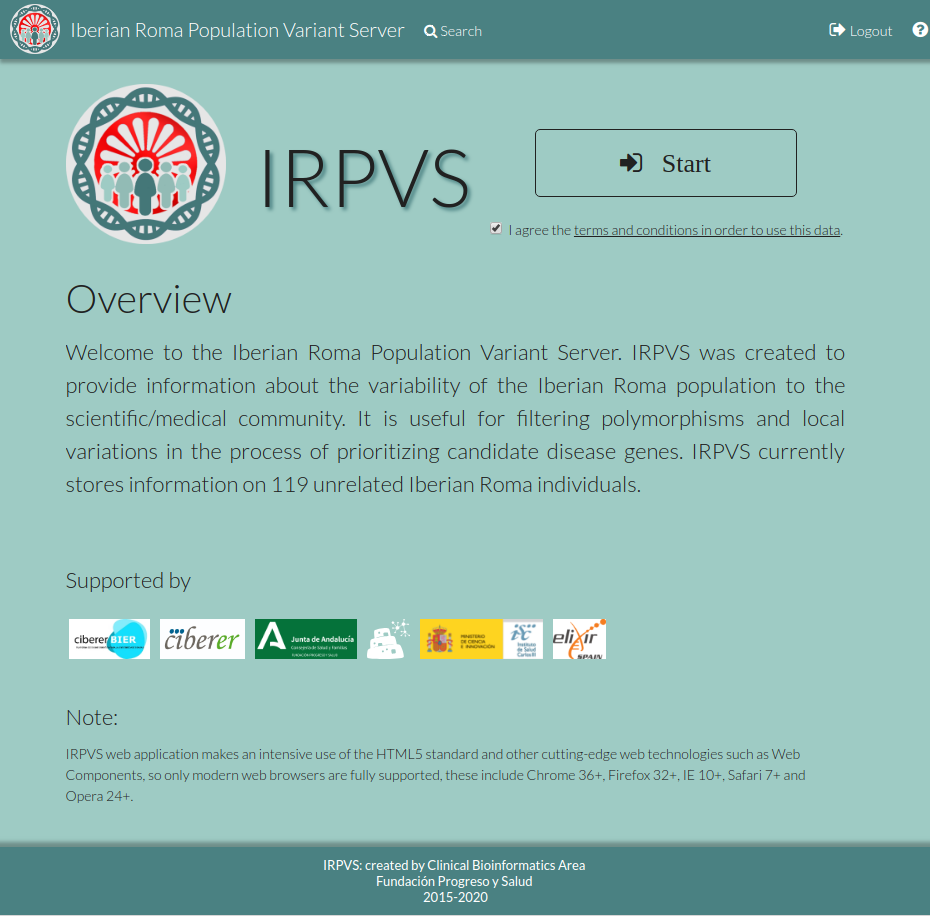 Iberian Roma Population Variant Server
Search
Logout
IRPVS
Start
I agree the terms and conditions in order to use this data.
Overview
Welcome to the Iberian Roma Population Variant Server. IRPVS was created to
provide information about the variability of the Iberian Roma population to the
scientific/medical community. It is useful for filtering polymorphisms and local
variations in the process of prioritizing candidate disease genes. IRPVS currently
stores information on 119 unrelated Iberian Roma individuals.
Supported by
cibererBIER
ciberer
Junta de Andalucía
Consejería de Salud y Familias
FUNDACIÓN PROGRESO Y SALUD
MINISTERIO
DE CIENCIA
E INNOVACIÓN
Instituto
de Salud
Carlos III
elixir
SPAIN
Note:
IRPVS web application makes an intensive use of the HTML5 standard and other cutting-edge web technologies such as Web
Components, so only modern web browsers are fully supported, these include Chrome 36+, Firefox 32+, IE 10+, Safari 7+ and
Opera 24+.
IRPVS: created by Clinical Bioinformatics Area
Fundación Progreso y Salud
2015-2020